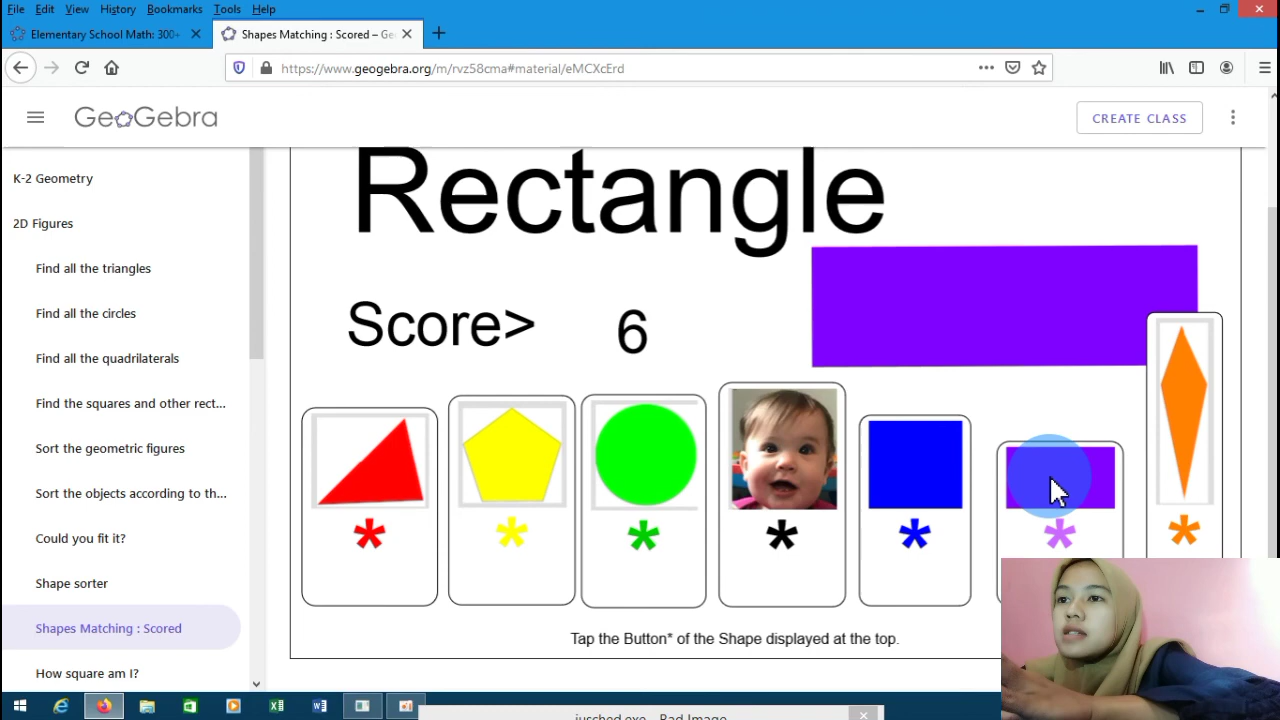 File Edit View History Bookmarks Tools Help
Elementary School Math: 300+
Shapes Matching : Scored – Ge
https://www.geogebra.org/m/rvz58cma#material/eMCXcErd
GeoGebra
CREATE CLASS
K-2 Geometry
2D Figures
Find all the triangles
Find all the circles
Find all the quadrilaterals
Find the squares and other rect...
Sort the geometric figures
Sort the objects according to th...
Could you fit it?
Shape sorter
Shapes Matching : Scored
How square am I?
Rectangle
Score> 6
* * * * * * *
Tap the Button* of the Shape displayed at the top.
jusched.exe - Bad Image